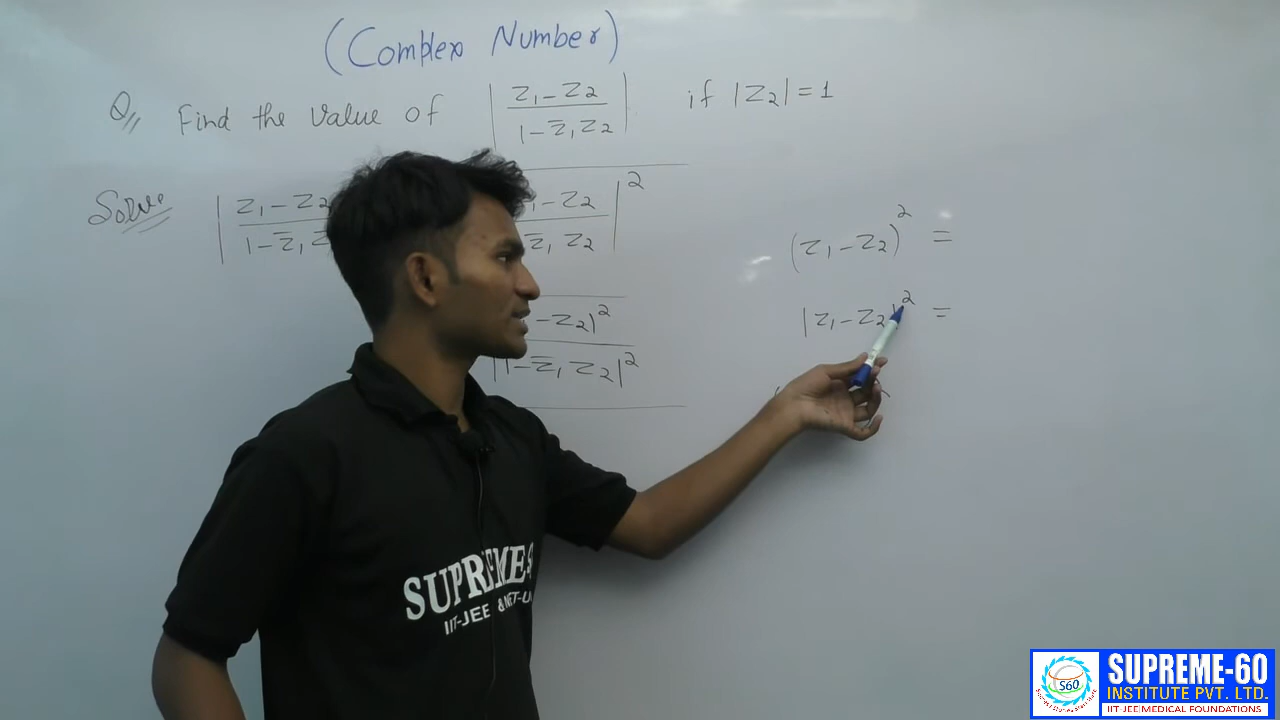 (Complex Number)
Q Find the value of | z₁ - z₂ / 1 - z̄₁ z₂ | if |z₂| = 1
Solve | z₁ - z₂ / 1 - z̄₁ z₂ |²
(z₁ - z₂)² =
|z₁ - z₂|² =
- z₂|²
|1 - z̄₁ z₂|²
SUPREME-
IIT-JEE & NET-U
SUPREME-60
INSTITUTE PVT. LTD.
IIT JEE|MEDICAL FOUNDATIONS
S60